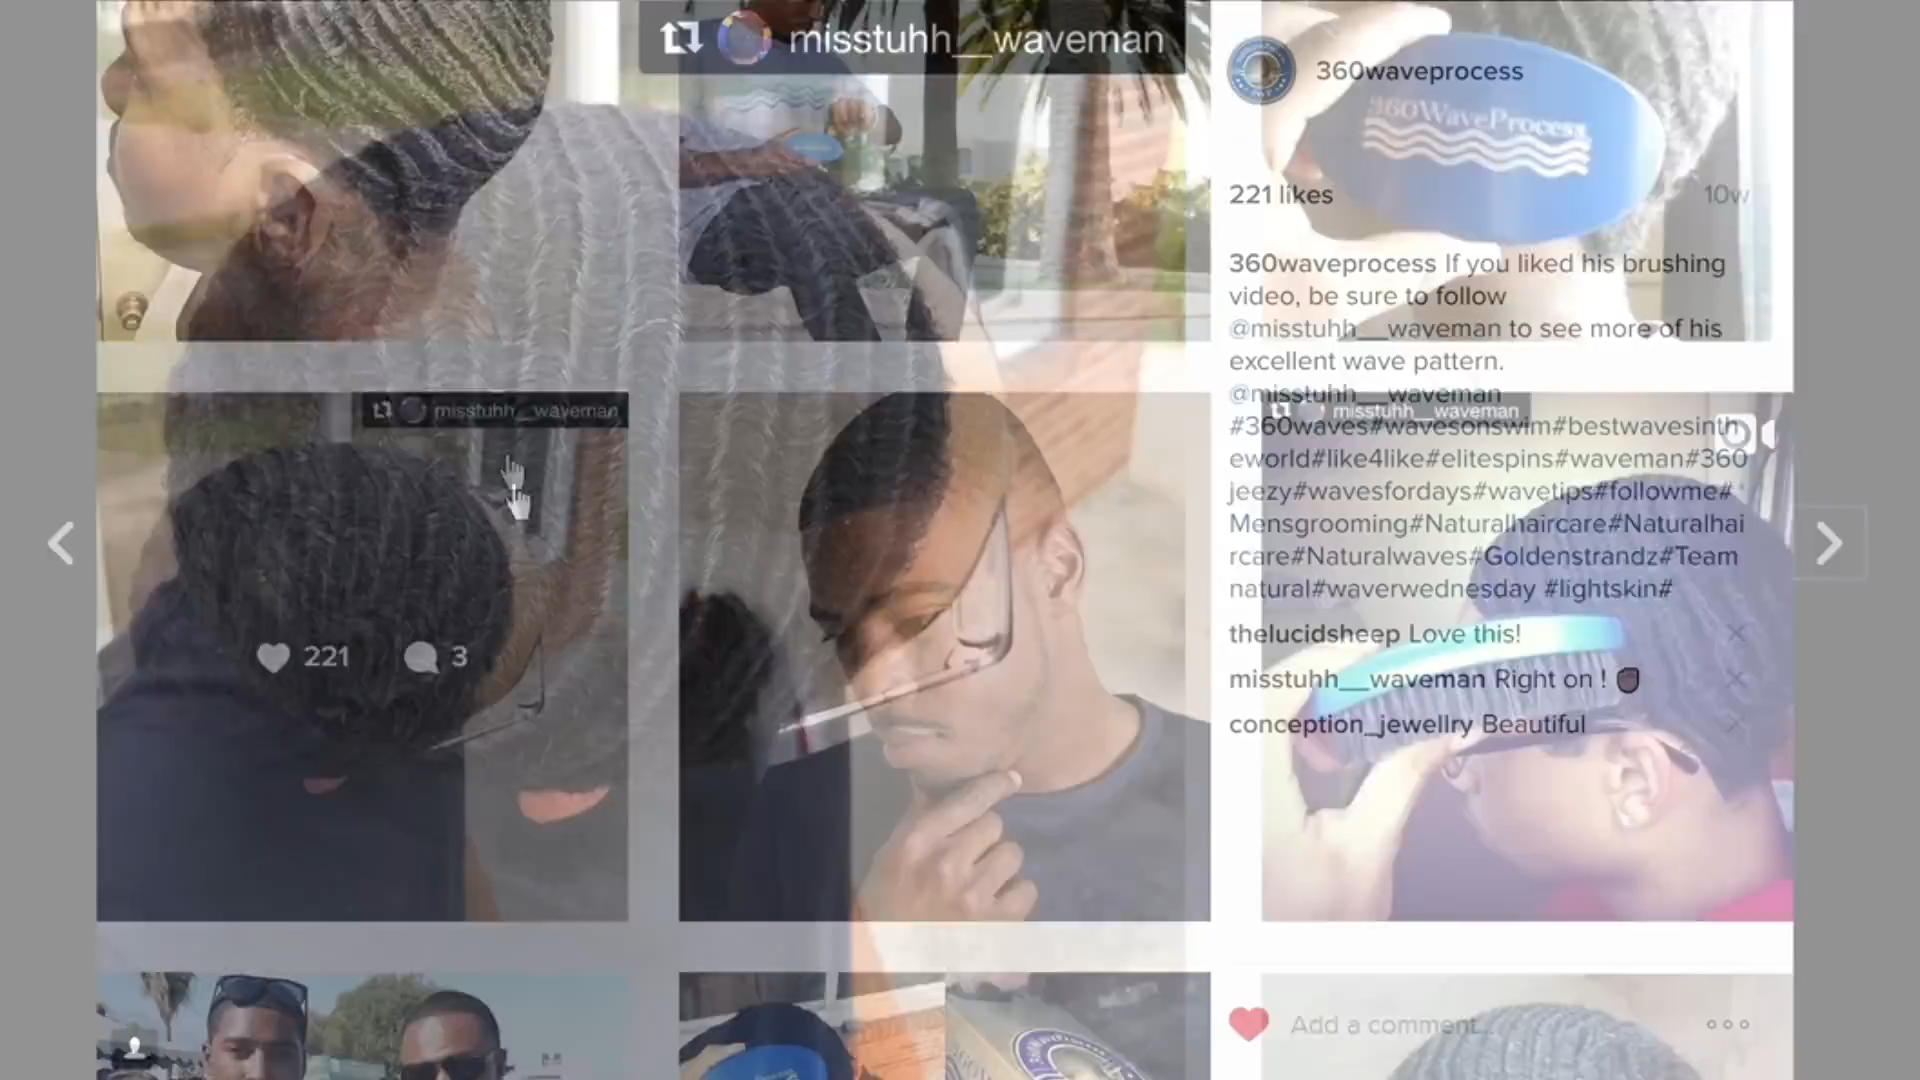 misstuhh__waveman
360waveprocess
360WaveProcess
221 likes
10w
360waveprocess If you liked his brushing
video, be sure to follow
@misstuhh__waveman to see more of his
excellent wave pattern.
@misstuhh__waveman
misstuhh__waveman
misstuhh__waveman
#360waves#wavesonswim#bestwavesinth
eworld#like4like#elitespins#waveman#360
jeezy#wavesfordays#wavetips#followme#
Mensgrooming#Naturalhaircare#Naturalhai
rcare#Naturalwaves#Goldenstrandz#Team
natural#waverwednesday #lightskin#
thelucidsheep Love this!
221 3
misstuhh__waveman Right on !
conception_jewellry Beautiful
Add a comment...